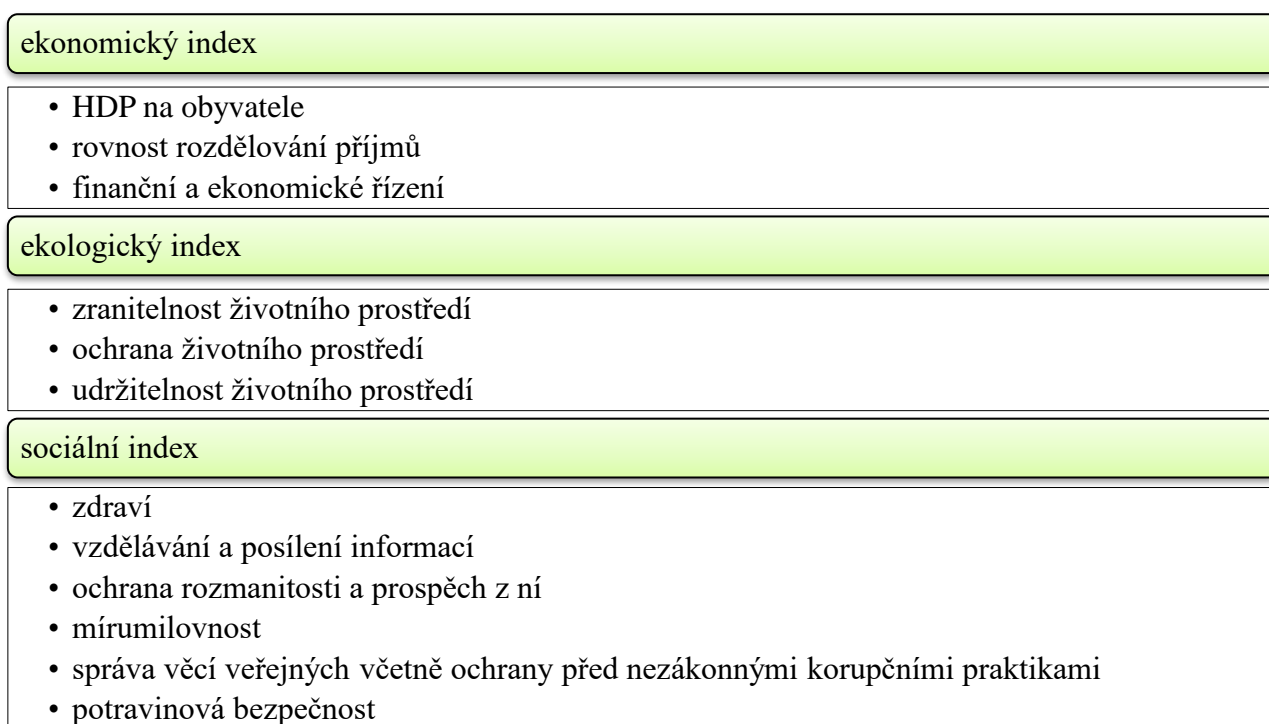 ekonomický index
• HDP na obyvatele
• rovnost rozdělování příjmů
• finanční a ekonomické řízení
ekologický index
• zranitelnost životního prostředí
• ochrana životního prostředí
• udržitelnost životního prostředí
sociální index
• zdraví
• vzdělávání a posílení informací
• ochrana rozmanitosti a prospěch z ní
• mírumilovnost
• správa věcí veřejných včetně ochrany před nezákonnými korupčními praktikami
• potravinová bezpečnost